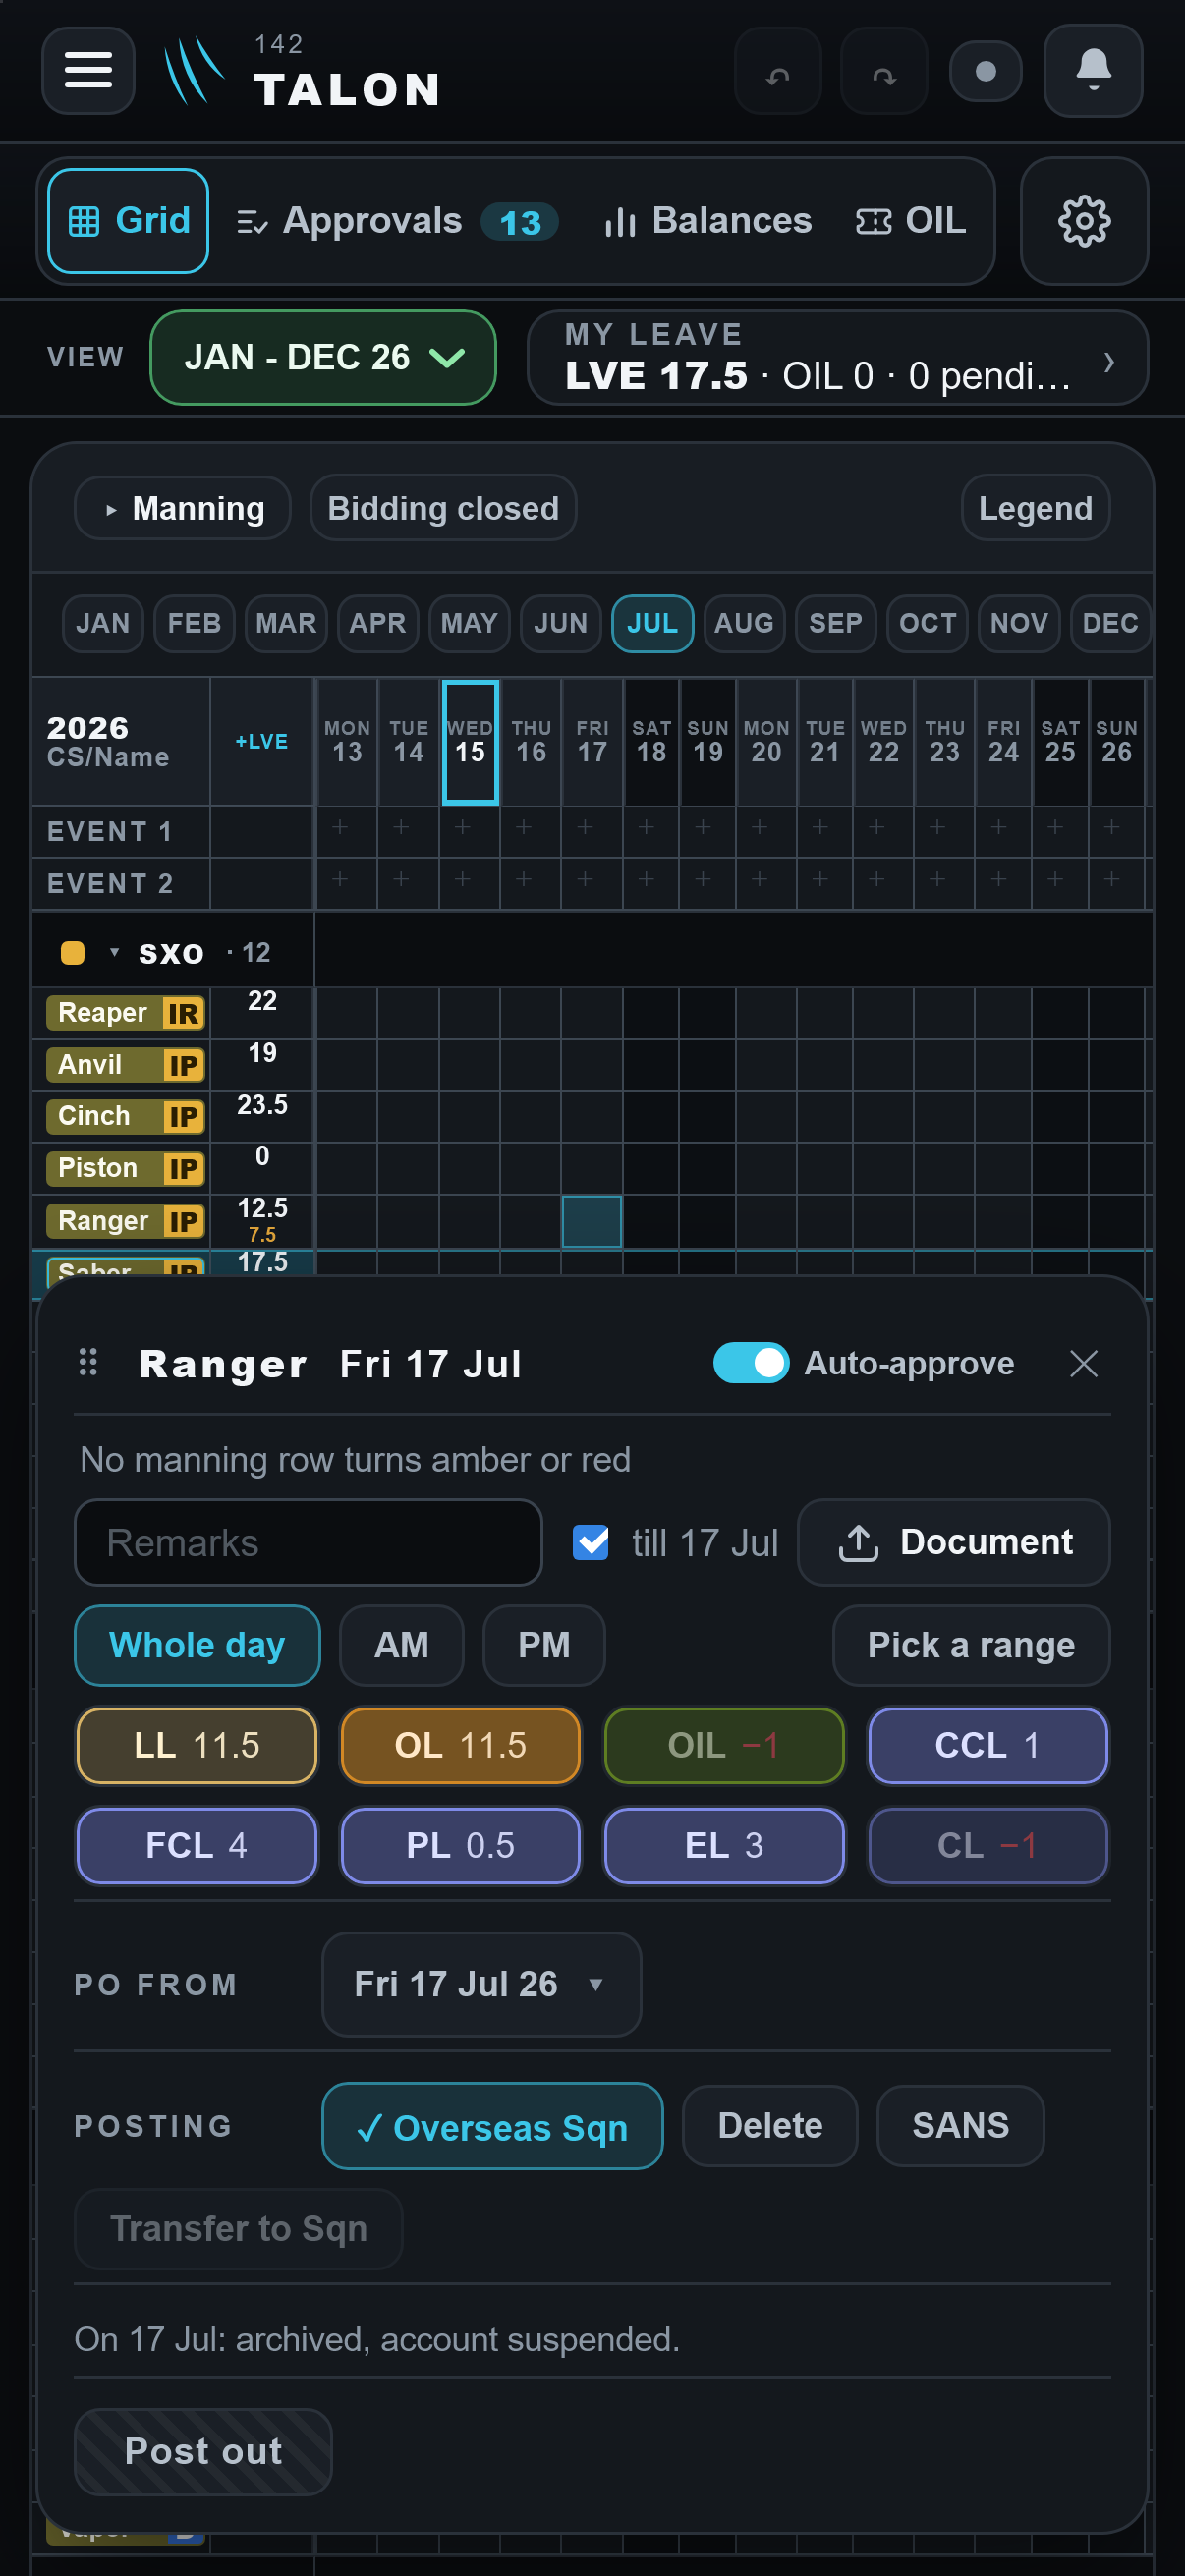 142
TALON
Grid
Approvals 13
Balances
OIL
VIEW
JAN - DEC 26
MY LEAVE
LVE 17.5 · OIL 0 · 0 pendi...
Manning
Bidding closed
Legend
JAN FEB MAR APR MAY JUN JUL AUG SEP OCT NOV DEC
2026
CS/Name
+LVE
MON TUE WED THU FRI SAT SUN MON TUE WED THU FRI SAT SUN
13 14 15 16 17 18 19 20 21 22 23 24 25 26
EVENT 1 + + + + + + + + + + + + + +
EVENT 2 + + + + + + + + + + + + + +
SXO · 12
Reaper IR 22
Anvil IP 19
Cinch IP 23.5
Piston IP 0
Ranger IP 12.5
7.5
Saber IP 17.5
Ranger Fri 17 Jul
Auto-approve
No manning row turns amber or red
Remarks
till 17 Jul
Document
Whole day AM PM Pick a range
LL 11.5 OL 11.5 OIL −1 CCL 1
FCL 4 PL 0.5 EL 3 CL −1
PO FROM Fri 17 Jul 26
POSTING ✓ Overseas Sqn Delete SANS
Transfer to Sqn
On 17 Jul: archived, account suspended.
Post out